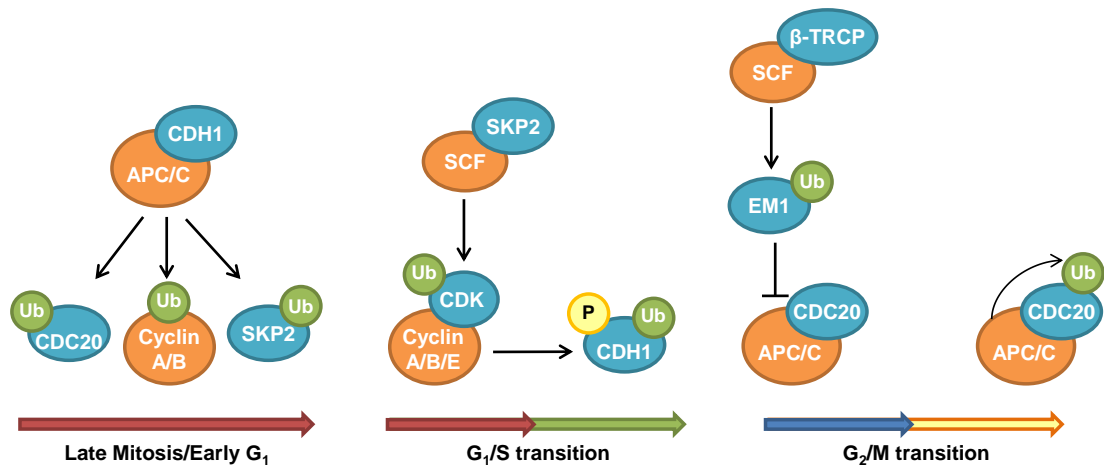 CDH1
APC/C
Ub
CDC20
Ub
Cyclin
A/B
Ub
SKP2
Late Mitosis/Early G₁
SKP2
SCF
Ub
CDK
Cyclin
A/B/E
P
Ub
CDH1
G₁/S transition
β-TRCP
SCF
Ub
EM1
CDC20
APC/C
Ub
CDC20
APC/C
G₂/M transition